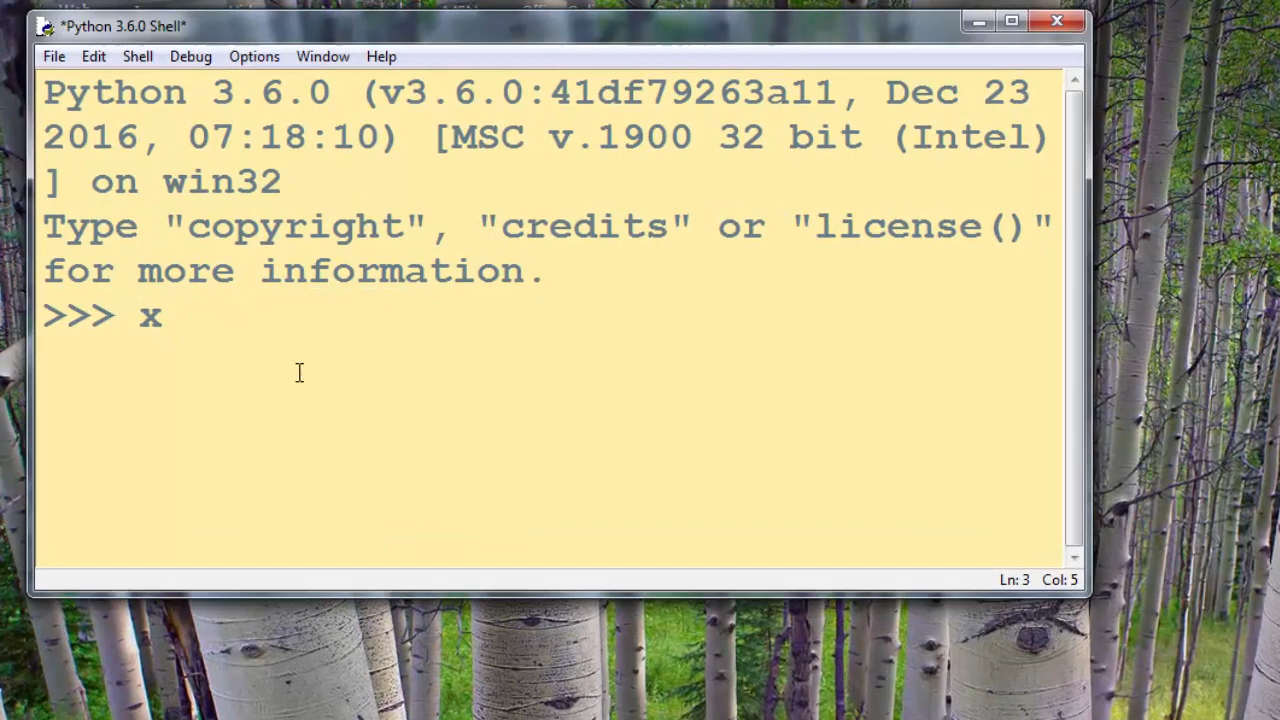 *Python 3.6.0 Shell*
File Edit Shell Debug Options Window Help
Python 3.6.0 (v3.6.0:41df79263a11, Dec 23
2016, 07:18:10) [MSC v.1900 32 bit (Intel)
] on win32
Type "copyright", "credits" or "license()"
for more information.
>>> x
Ln: 3 Col: 5